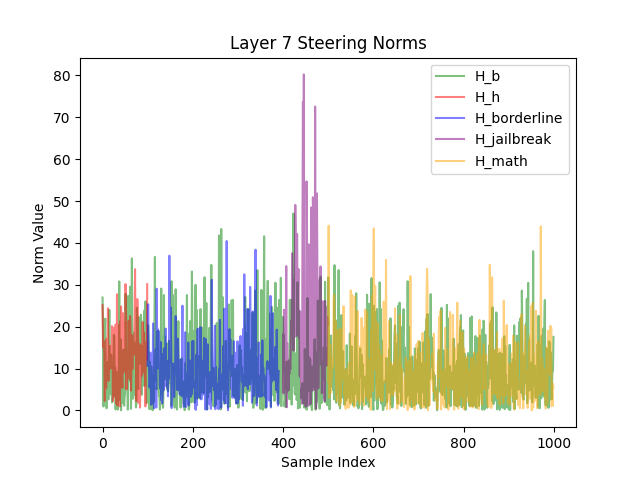 Layer 7 Steering Norms
80
70
60
50
40
30
20
10
0
Norm Value
H_b
H_h
H_borderline
H_jailbreak
H_math
0 200 400 600 800 1000
Sample Index